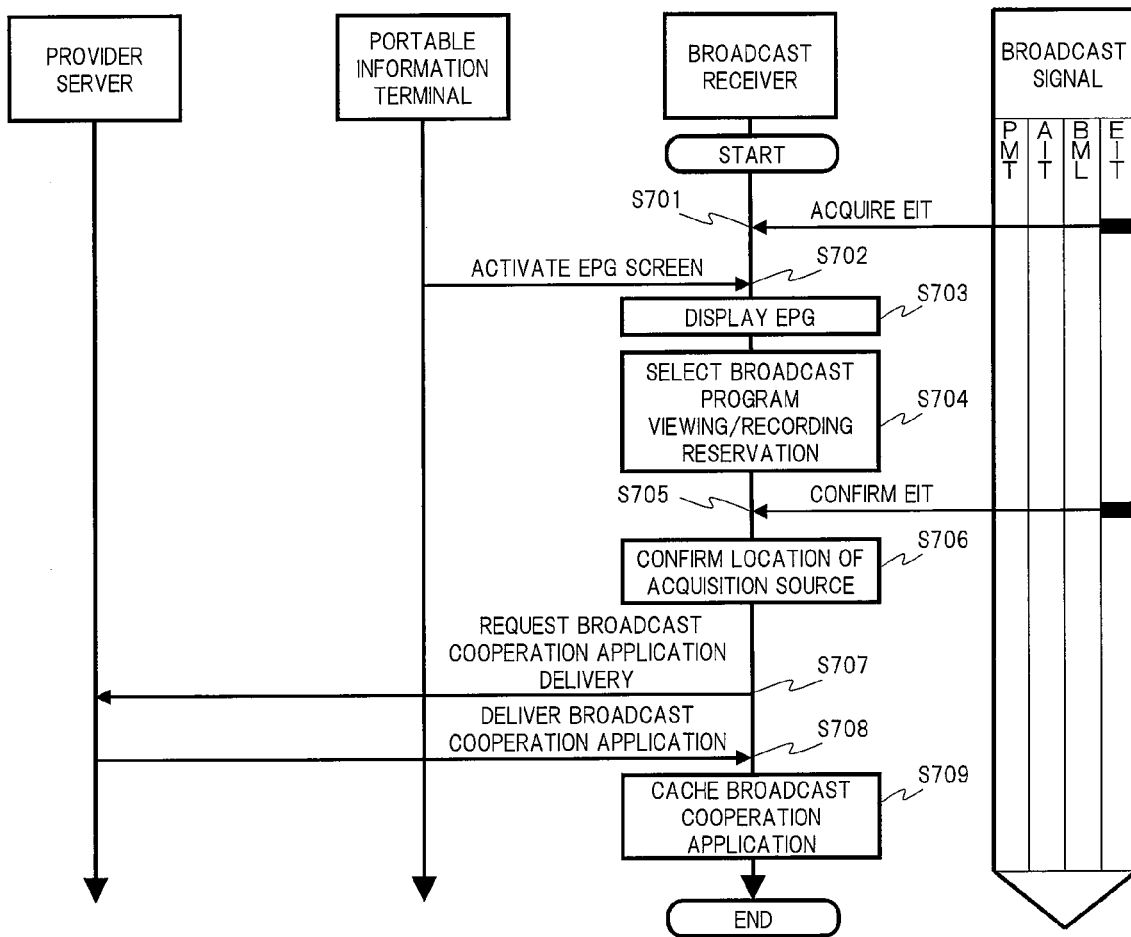 PROVIDER
SERVER
PORTABLE
INFORMATION
TERMINAL
BROADCAST
RECEIVER
BROADCAST
SIGNAL
PMT
AIT
BML
EIT
START
S701
ACQUIRE EIT
ACTIVATE EPG SCREEN
S702
DISPLAY EPG
S703
SELECT BROADCAST
PROGRAM
VIEWING/RECORDING
RESERVATION
S704
S705
CONFIRM EIT
CONFIRM LOCATION OF
ACQUISITION SOURCE
S706
REQUEST BROADCAST
COOPERATION APPLICATION
DELIVERY
S707
DELIVER BROADCAST
COOPERATION APPLICATION
S708
CACHE BROADCAST
COOPERATION
APPLICATION
S709
END